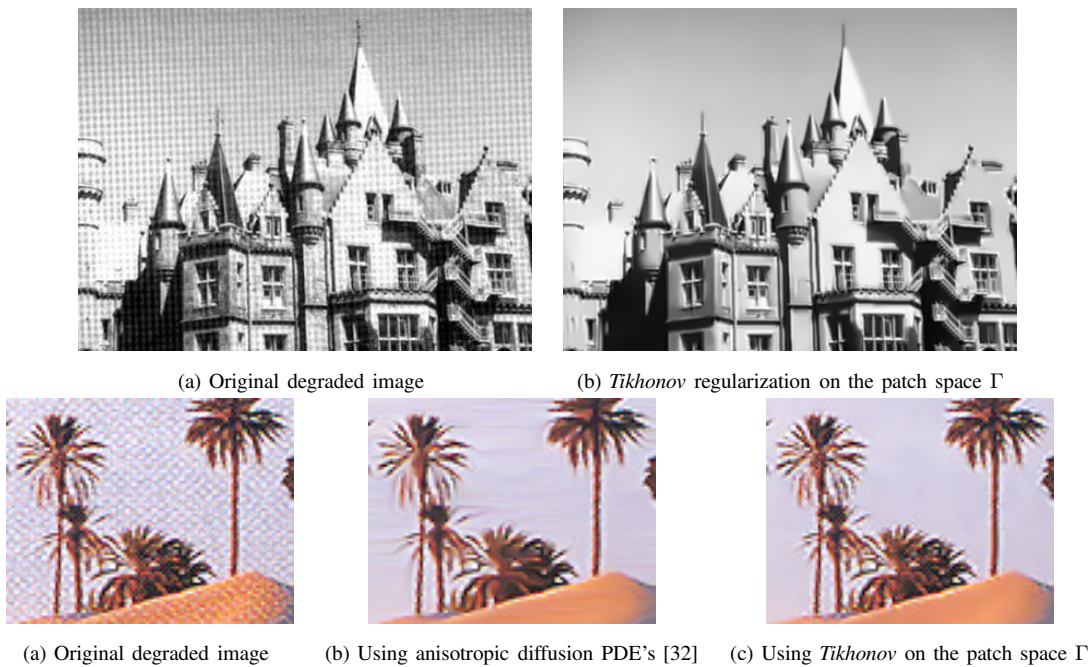 (a) Original degraded image
(b) Tikhonov regularization on the patch space Γ
(a) Original degraded image
(b) Using anisotropic diffusion PDE's [32]
(c) Using Tikhonov on the patch space Γ